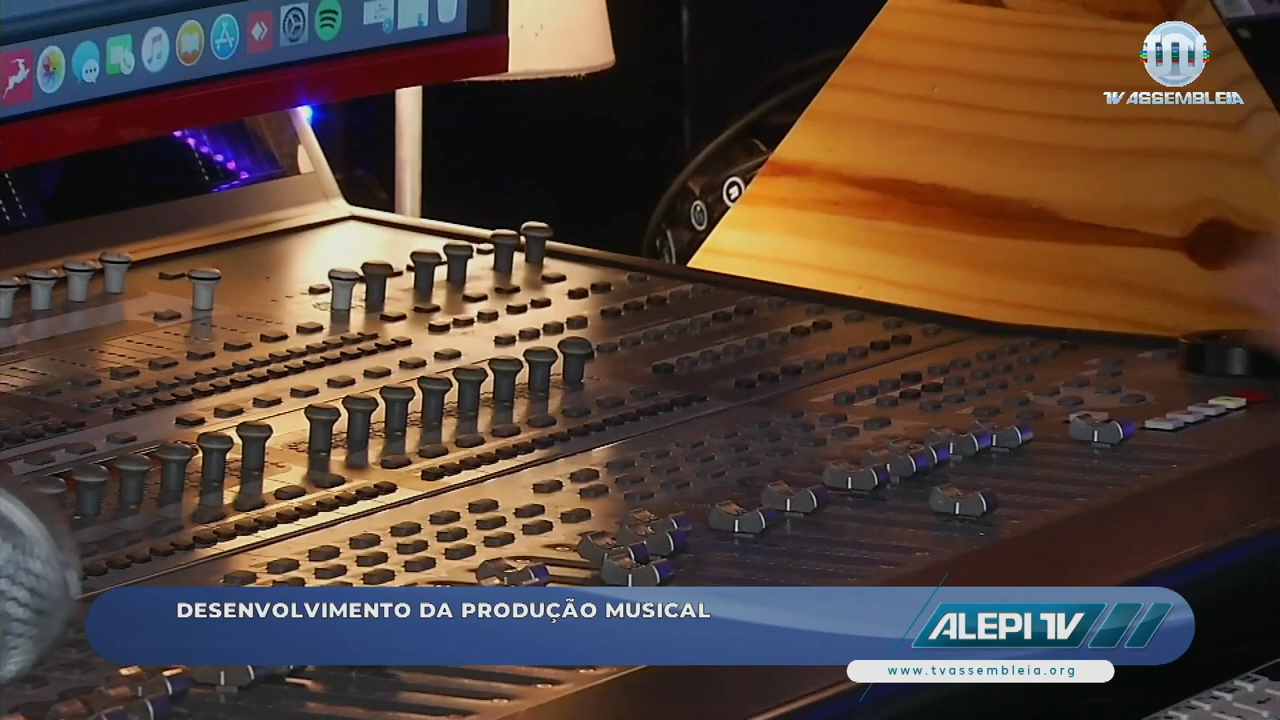 TV ASSEMBLEIA
DESENVOLVIMENTO DA PRODUÇÃO MUSICAL
ALEPI TV
www.tvassembleia.org